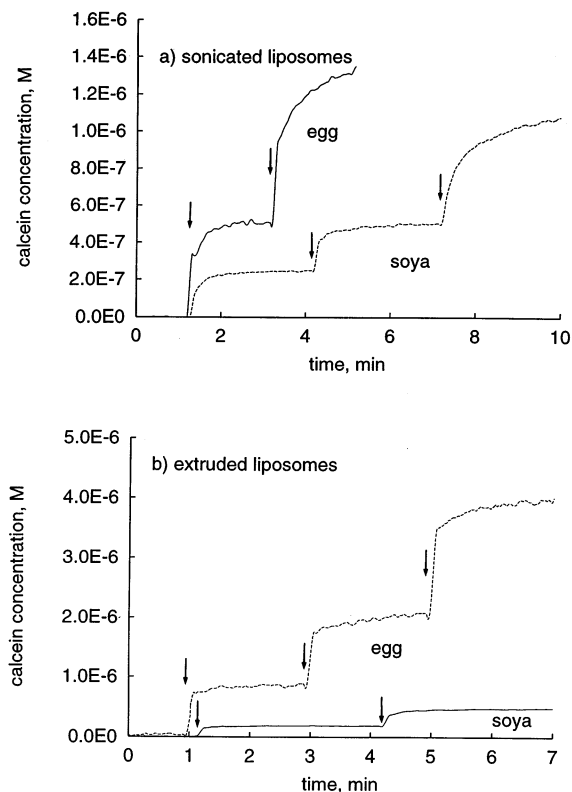 1.6E-6
a) sonicated liposomes
1.4E-6
1.2E-6
egg
1.0E-6
8.0E-7
6.0E-7
4.0E-7
soya
2.0E-7
0.0E0
0 2 4 6 8 10
time, min
calcein concentration, M
5.0E-6
b) extruded liposomes
4.0E-6
3.0E-6
2.0E-6
egg
1.0E-6
soya
0.0E0
0 1 2 3 4 5 6 7
time, min
calcein concentration, M